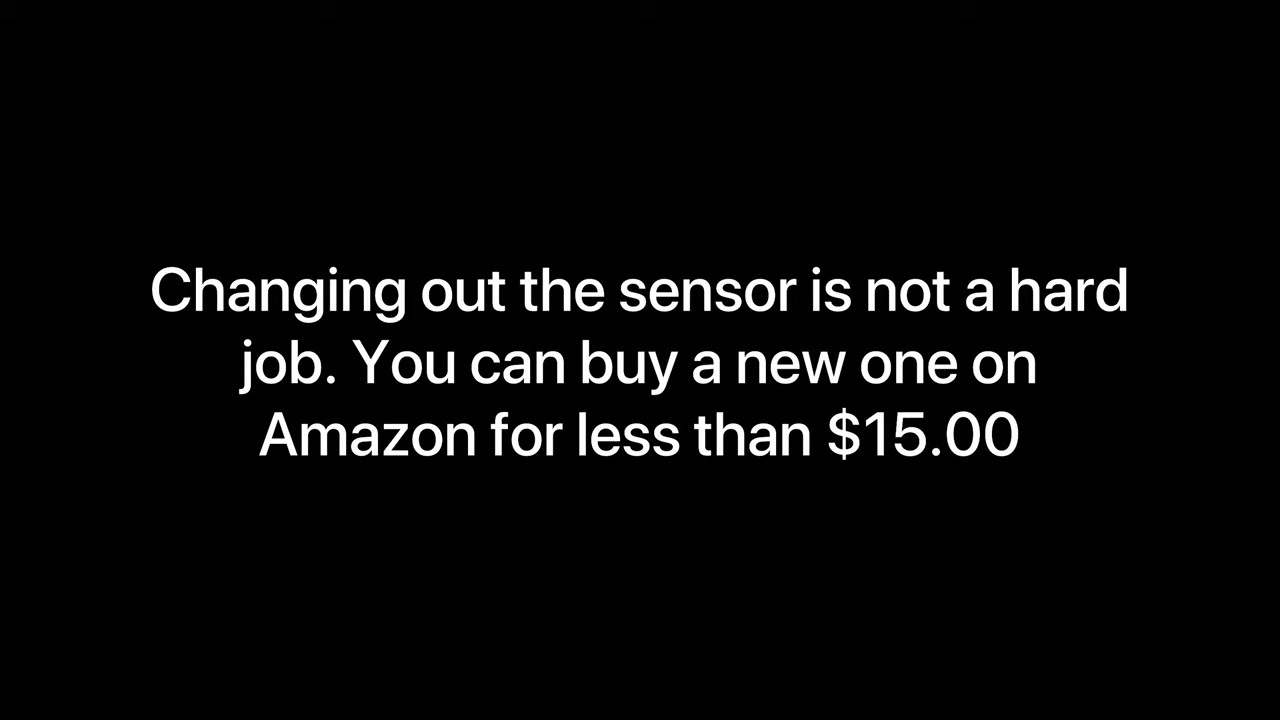 Changing out the sensor is not a hard
job. You can buy a new one on
Amazon for less than $15.00